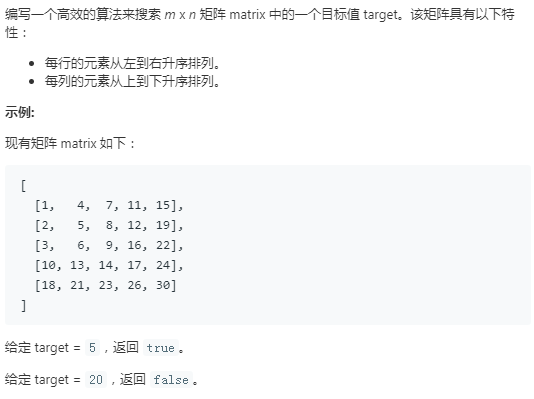 编写一个高效的算法来搜索 m x n 矩阵 matrix 中的一个目标值 target。该矩阵具有以下特
性：
• 每行的元素从左到右升序排列。
• 每列的元素从上到下升序排列。
示例:
现有矩阵 matrix 如下：
[
[1, 4, 7, 11, 15],
[2, 5, 8, 12, 19],
[3, 6, 9, 16, 22],
[10, 13, 14, 17, 24],
[18, 21, 23, 26, 30]
]
给定 target = 5，返回 true。
给定 target = 20，返回 false。